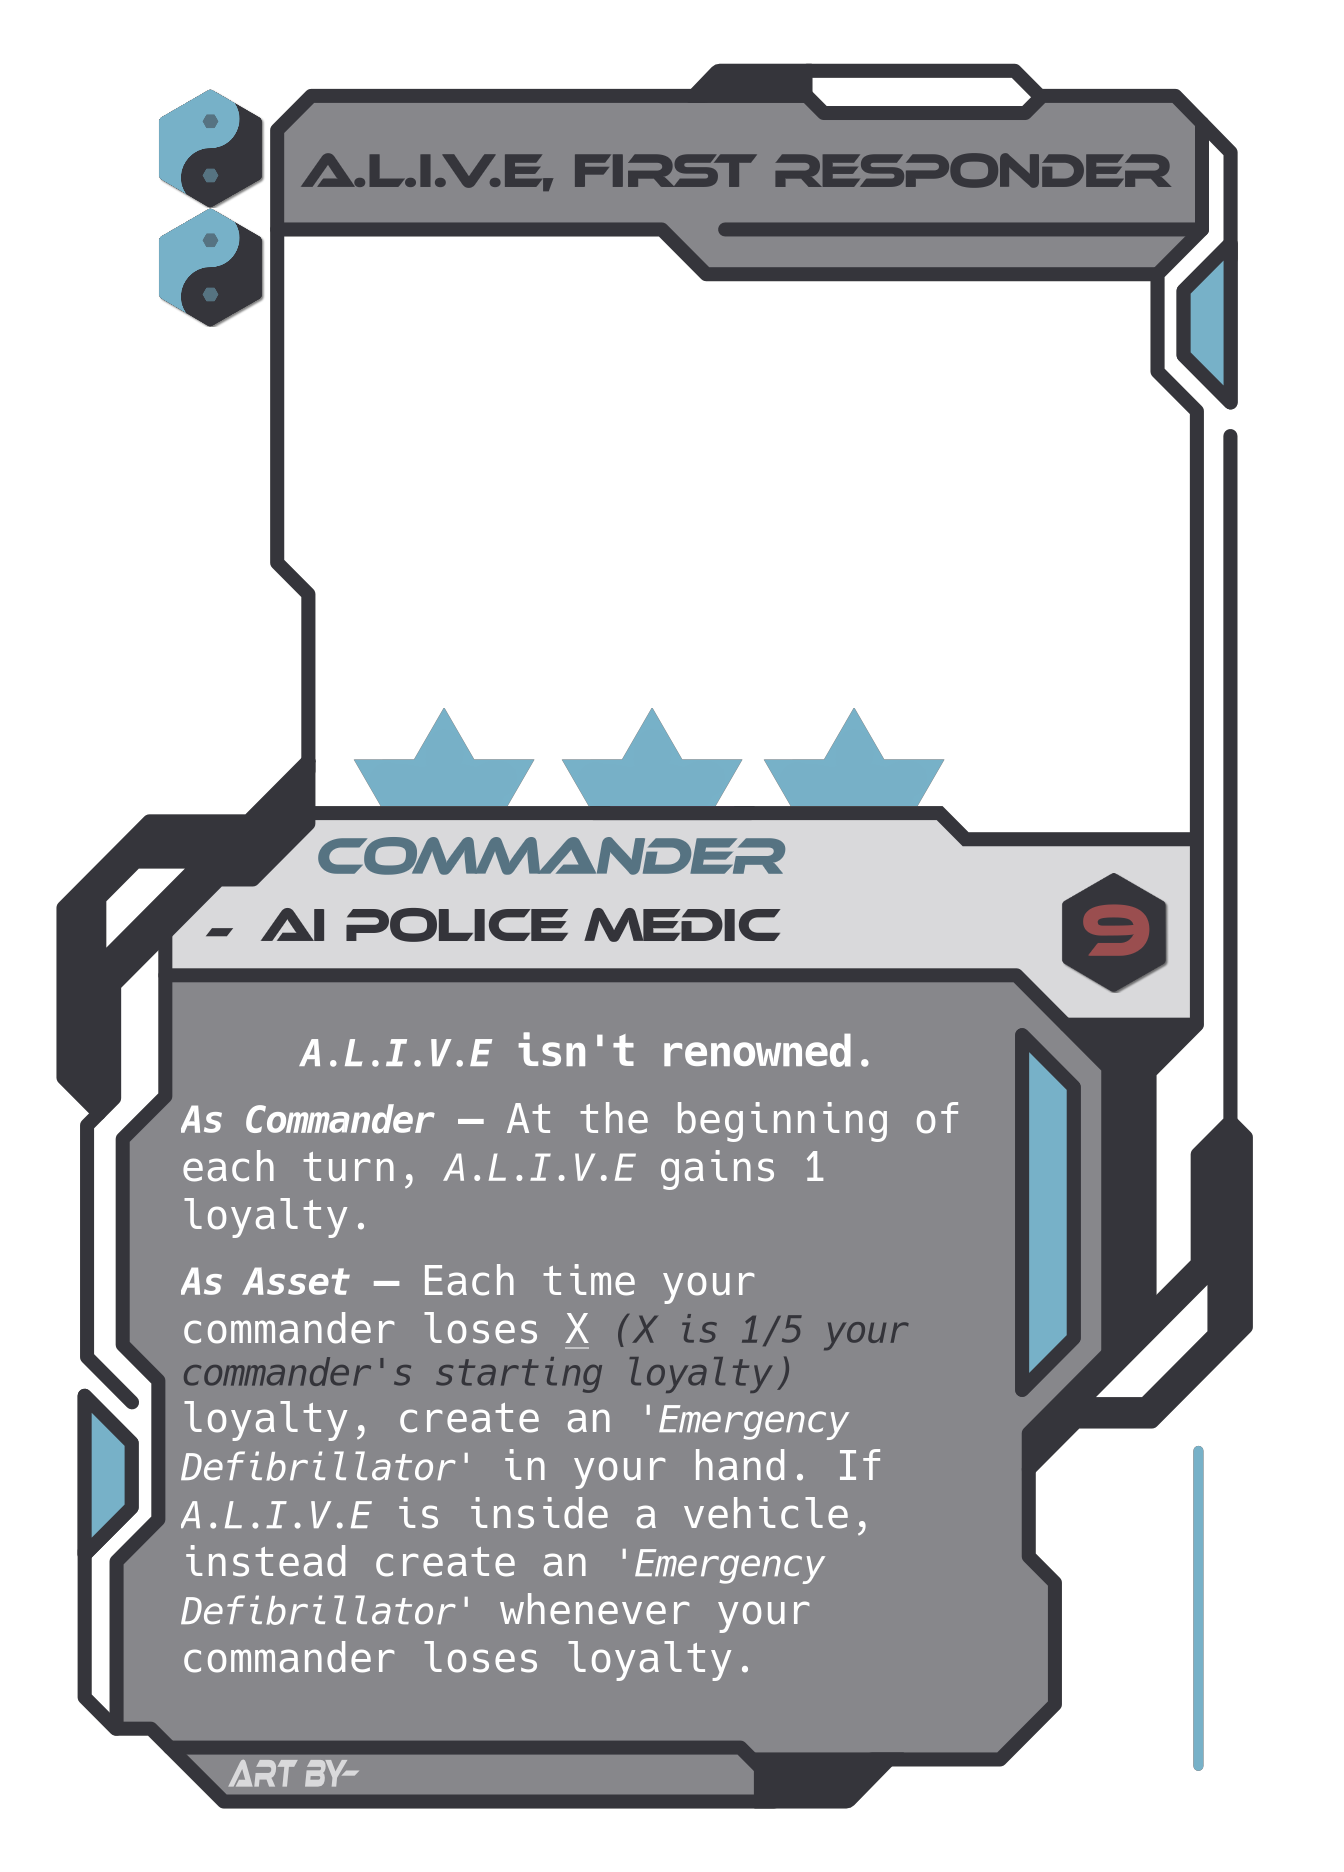 A.L.I.V.E, FIRST RESPONDER
COMMANDER
- AI POLICE MEDIC
9
A.L.I.V.E isn't renowned.
As Commander — At the beginning of
each turn, A.L.I.V.E gains 1
loyalty.
As Asset — Each time your
commander loses X (X is 1/5 your
commander's starting loyalty)
loyalty, create an 'Emergency
Defibrillator' in your hand. If
A.L.I.V.E is inside a vehicle,
instead create an 'Emergency
Defibrillator' whenever your
commander loses loyalty.
ART BY-